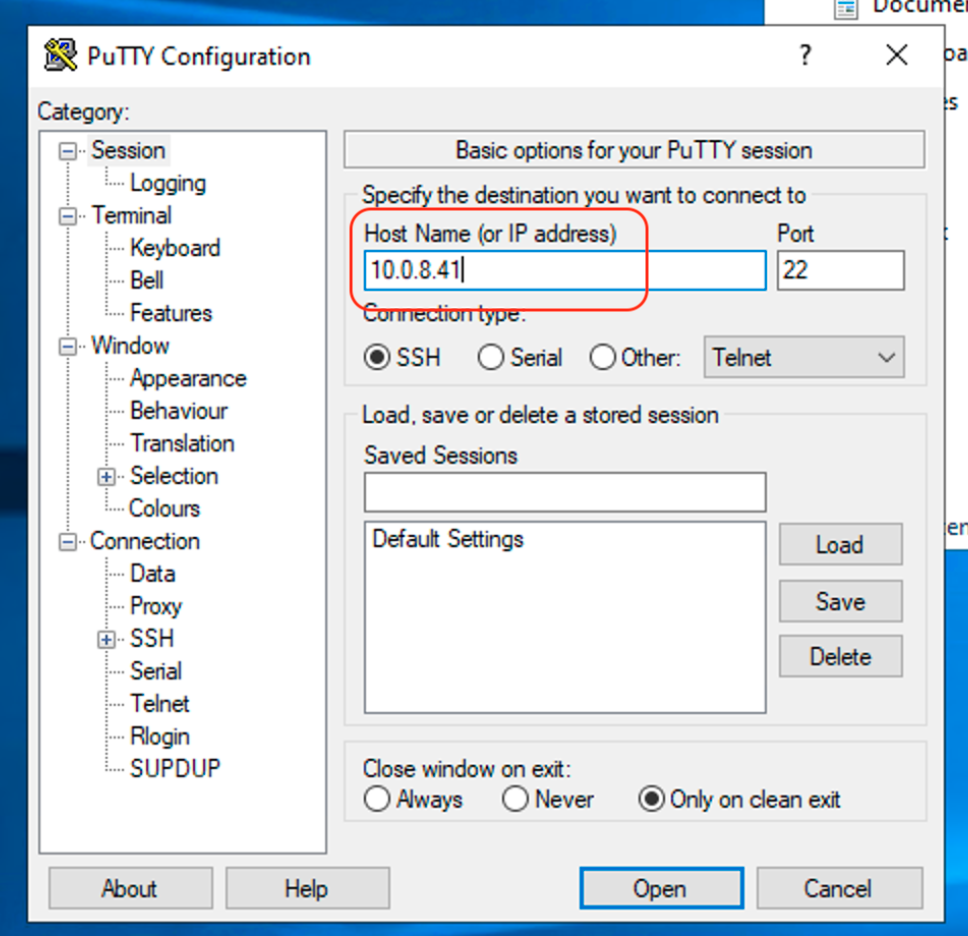 PuTTY Configuration
?
Category:
Session
Logging
Terminal
Keyboard
Bell
Features
Window
Appearance
Behaviour
Translation
Selection
Colours
Connection
Data
Proxy
SSH
Serial
Telnet
Rlogin
SUPDUP
Basic options for your PuTTY session
Specify the destination you want to connect to
Host Name (or IP address) Port
10.0.8.41 22
Connection type:
SSH Serial Other: Telnet
Load, save or delete a stored session
Saved Sessions
Default Settings
Load
Save
Delete
Close window on exit:
Always Never Only on clean exit
About Help Open Cancel